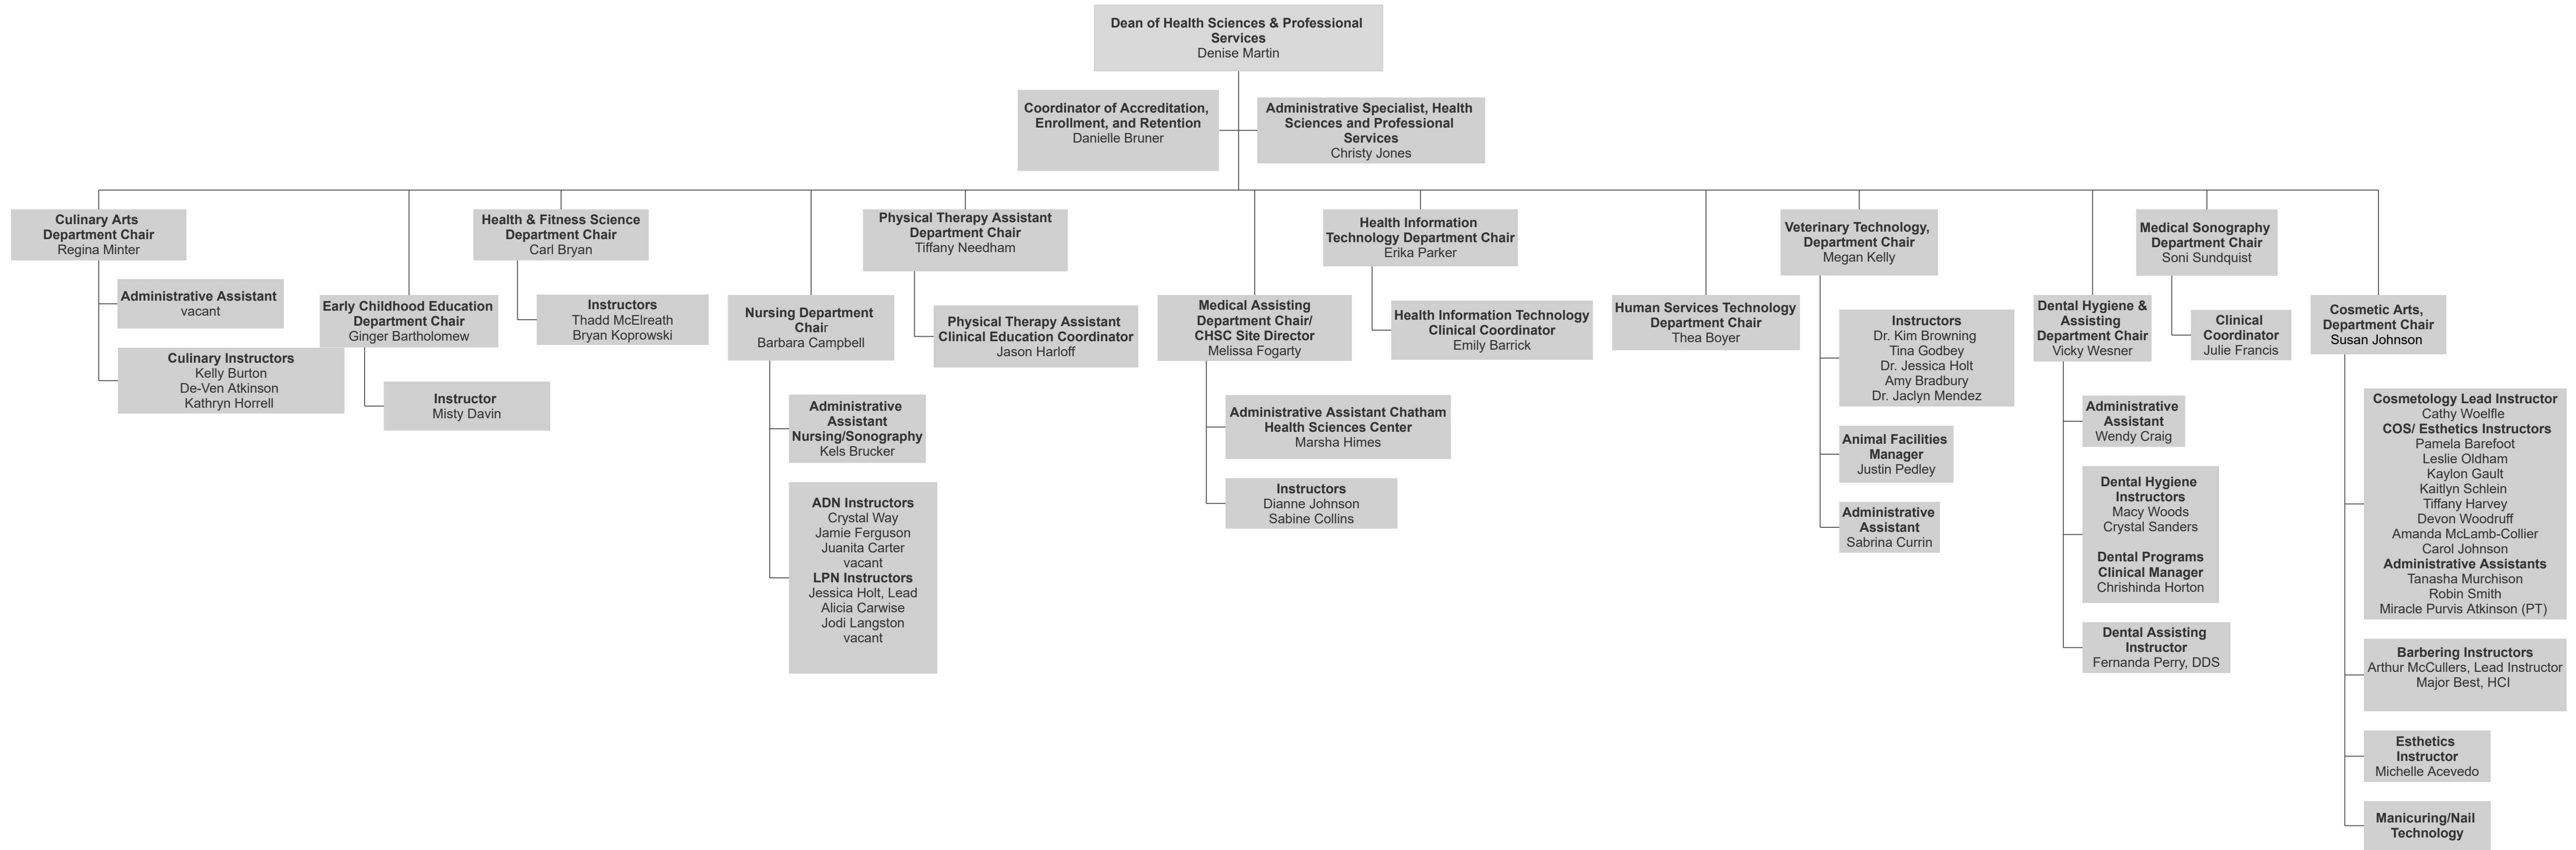 Dean of Health Sciences & Professional
Services
Denise Martin
Coordinator of Accreditation,
Enrollment, and Retention
Danielle Bruner
Administrative Specialist, Health
Sciences and Professional
Services
Christy Jones
Culinary Arts
Department Chair
Regina Minter
Administrative Assistant
vacant
Culinary Instructors
Kelly Burton
De-Ven Atkinson
Kathryn Horrell
Early Childhood Education
Department Chair
Ginger Bartholomew
Instructor
Misty Davin
Health & Fitness Science
Department Chair
Carl Bryan
Instructors
Thadd McElreath
Bryan Koprowski
Nursing Department
Chair
Barbara Campbell
Administrative
Assistant
Nursing/Sonography
Kels Brucker
ADN Instructors
Crystal Way
Jamie Ferguson
Juanita Carter
vacant
LPN Instructors
Jessica Holt, Lead
Alicia Carwise
Jodi Langston
vacant
Physical Therapy Assistant
Department Chair
Tiffany Needham
Physical Therapy Assistant
Clinical Education Coordinator
Jason Harloff
Medical Assisting
Department Chair/
CHSC Site Director
Melissa Fogarty
Administrative Assistant Chatham
Health Sciences Center
Marsha Himes
Instructors
Dianne Johnson
Sabine Collins
Health Information
Technology Department Chair
Erika Parker
Health Information Technology
Clinical Coordinator
Emily Barrick
Human Services Technology
Department Chair
Thea Boyer
Veterinary Technology,
Department Chair
Megan Kelly
Instructors
Dr. Kim Browning
Tina Godbey
Dr. Jessica Holt
Amy Bradbury
Dr. Jaclyn Mendez
Animal Facilities
Manager
Justin Pedley
Administrative
Assistant
Sabrina Currin
Dental Hygiene &
Assisting
Department Chair
Vicky Wesner
Administrative
Assistant
Wendy Craig
Dental Hygiene
Instructors
Macy Woods
Crystal Sanders
Dental Programs
Clinical Manager
Chrishinda Horton
Dental Assisting
Instructor
Fernanda Perry, DDS
Medical Sonography
Department Chair
Soni Sundquist
Clinical
Coordinator
Julie Francis
Cosmetic Arts,
Department Chair
Susan Johnson
Cosmetology Lead Instructor
Cathy Woelfle
COS/ Esthetics Instructors
Pamela Barefoot
Leslie Oldham
Kaylon Gault
Kaitlyn Schlein
Tiffany Harvey
Devon Woodruff
Amanda McLamb-Collier
Carol Johnson
Administrative Assistants
Tanasha Murchison
Robin Smith
Miracle Purvis Atkinson (PT)
Barbering Instructors
Arthur McCullers, Lead Instructor
Major Best, HCI
Esthetics
Instructor
Michelle Acevedo
Manicuring/Nail
Technology